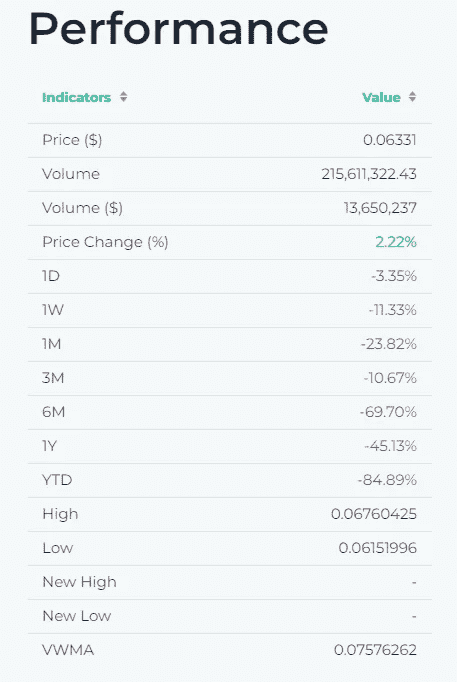 Performance
Indicators Value
Price ($) 0.06331
Volume 215,611,322.43
Volume ($) 13,650,237
Price Change (%) 2.22%
1D -3.35%
1W -11.33%
1M -23.82%
3M -10.67%
6M -69.70%
1Y -45.13%
YTD -84.89%
High 0.06760425
Low 0.06151996
New High -
New Low -
VWMA 0.07576262